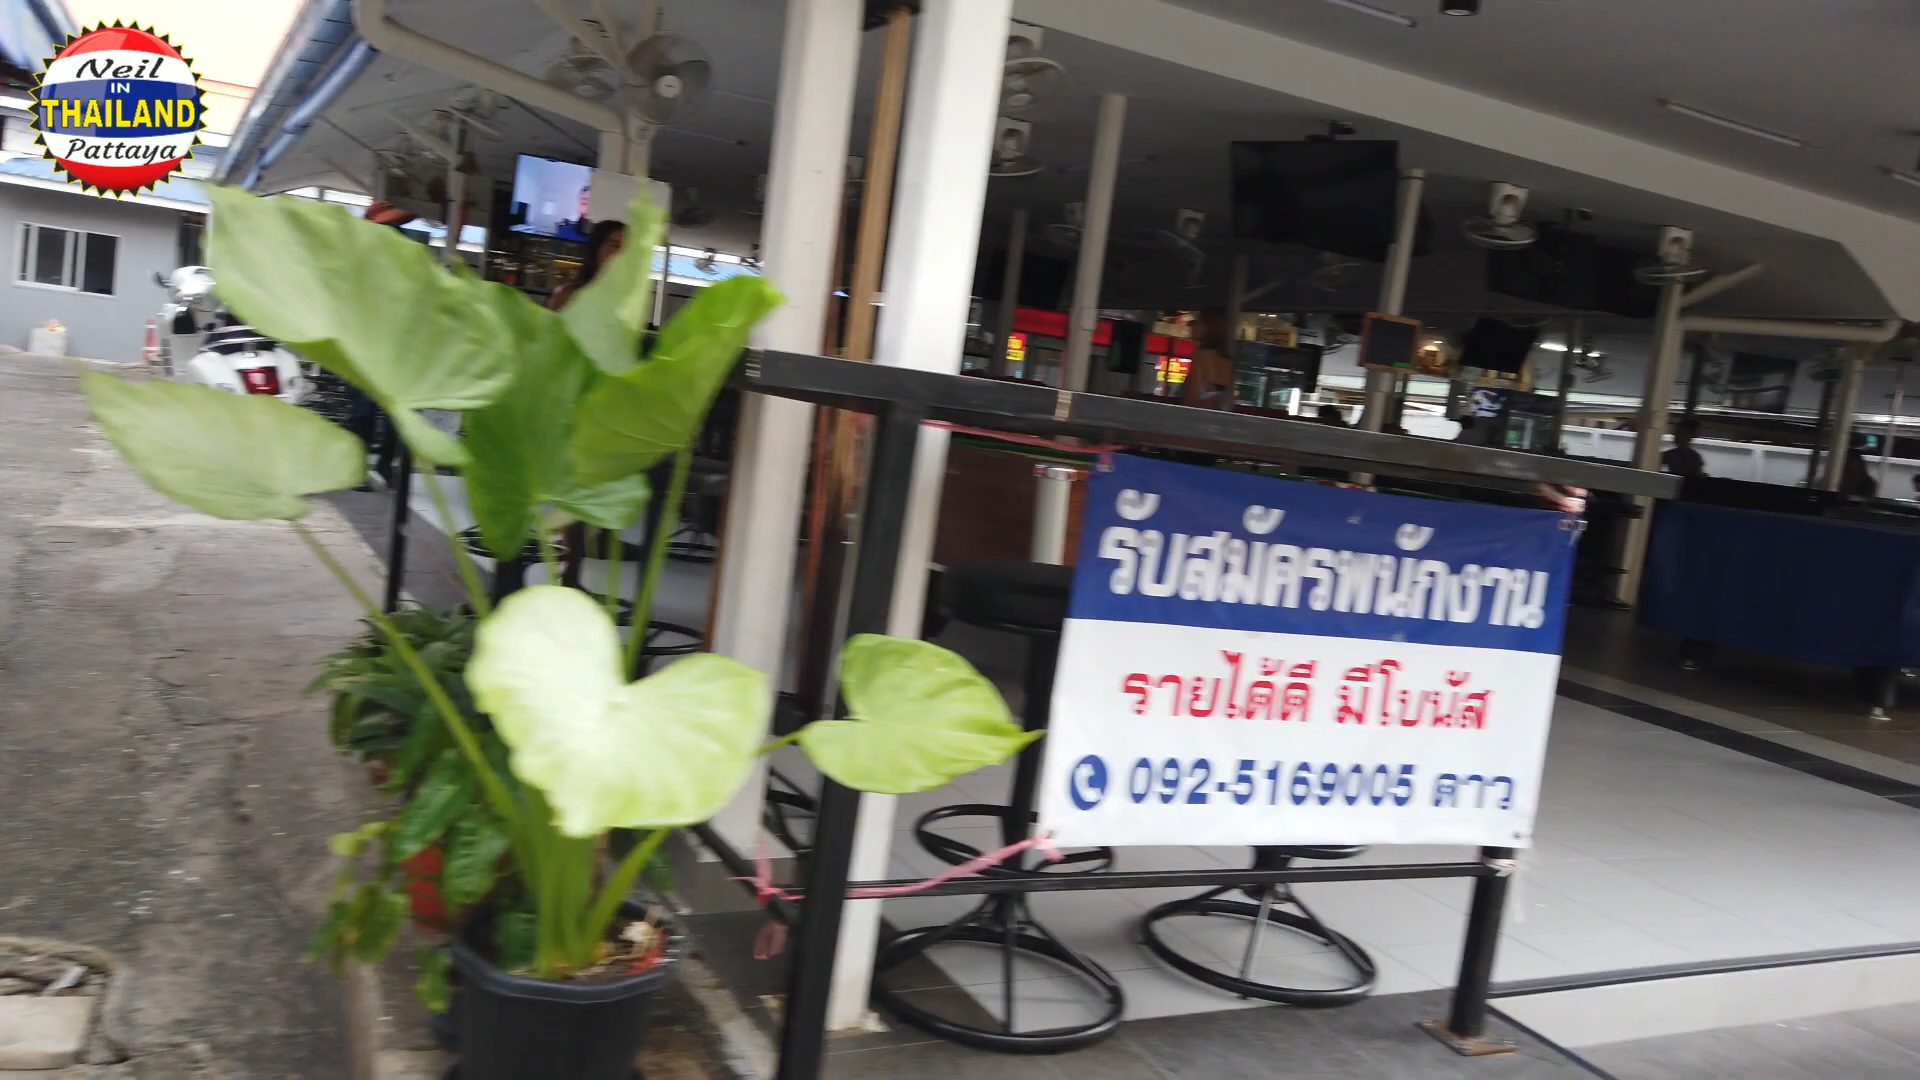 Neil
IN
THAILAND
Pattaya
รับสมัครพนักงาน
รายได้ดี มีโบนัส
092-5169005 ดาว